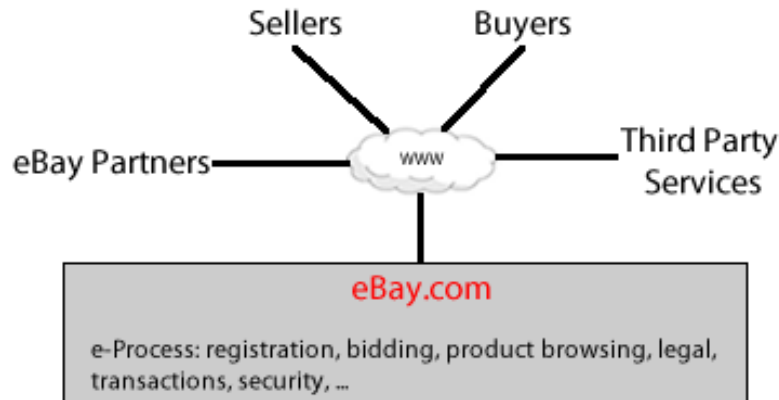 Sellers
Buyers
eBay Partners
www
Third Party
Services
eBay.com
e-Process: registration, bidding, product browsing, legal,
transactions, security, ...